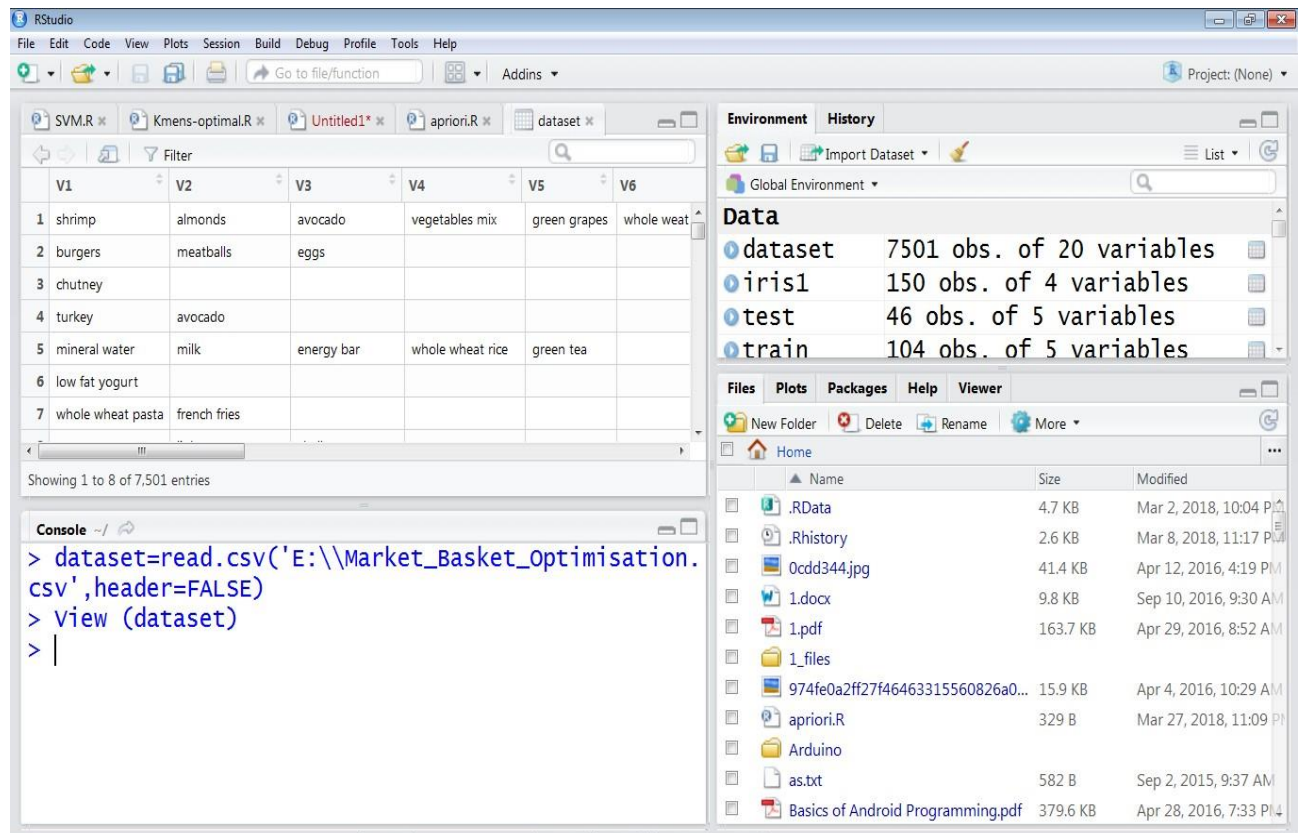 RStudio
File Edit Code View Plots Session Build Debug Profile Tools Help
Go to file/function Addins Project: (None)
SVM.R Kmens-optimal.R Untitled1* apriori.R dataset
Filter
V1 V2 V3 V4 V5 V6
1 shrimp almonds avocado vegetables mix green grapes whole weat
2 burgers meatballs eggs
3 chutney
4 turkey avocado
5 mineral water milk energy bar whole wheat rice green tea
6 low fat yogurt
7 whole wheat pasta french fries
Showing 1 to 8 of 7,501 entries
Console ~/
> dataset=read.csv('E:\\Market_Basket_Optimisation.
csv',header=FALSE)
> View (dataset)
>
Environment History
Import Dataset List
Global Environment
Data
dataset 7501 obs. of 20 variables
iris1 150 obs. of 4 variables
test 46 obs. of 5 variables
train 104 obs. of 5 variables
Files Plots Packages Help Viewer
New Folder Delete Rename More
Home ...
Name Size Modified
.RData 4.7 KB Mar 2, 2018, 10:04 PM
.Rhistory 2.6 KB Mar 8, 2018, 11:17 PM
0cdd344.jpg 41.4 KB Apr 12, 2016, 4:19 PM
1.docx 9.8 KB Sep 10, 2016, 9:30 AM
1.pdf 163.7 KB Apr 29, 2016, 8:52 AM
1_files
974fe0a2ff27f46463315560826a0... 15.9 KB Apr 4, 2016, 10:29 AM
apriori.R 329 B Mar 27, 2018, 11:09 PM
Arduino
as.txt 582 B Sep 2, 2015, 9:37 AM
Basics of Android Programming.pdf 379.6 KB Apr 28, 2016, 7:33 PM